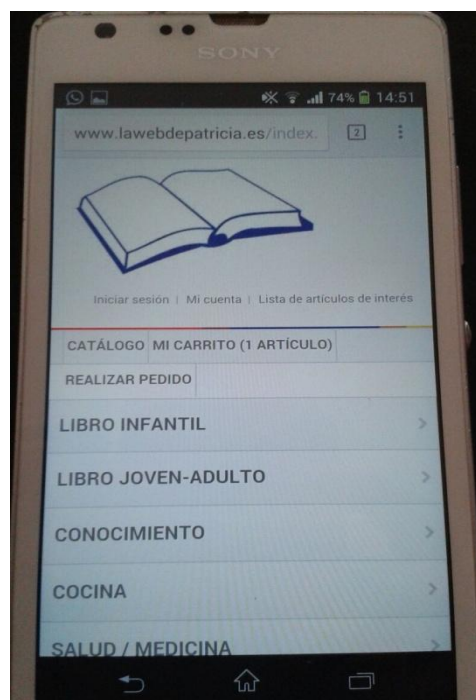 SONY
74% 14:51
www.lawebdepatricia.es/index.
2
Iniciar sesión | Mi cuenta | Lista de artículos de interés
CATÁLOGO MI CARRITO (1 ARTÍCULO)
REALIZAR PEDIDO
LIBRO INFANTIL
LIBRO JOVEN-ADULTO
CONOCIMIENTO
COCINA
SALUD / MEDICINA